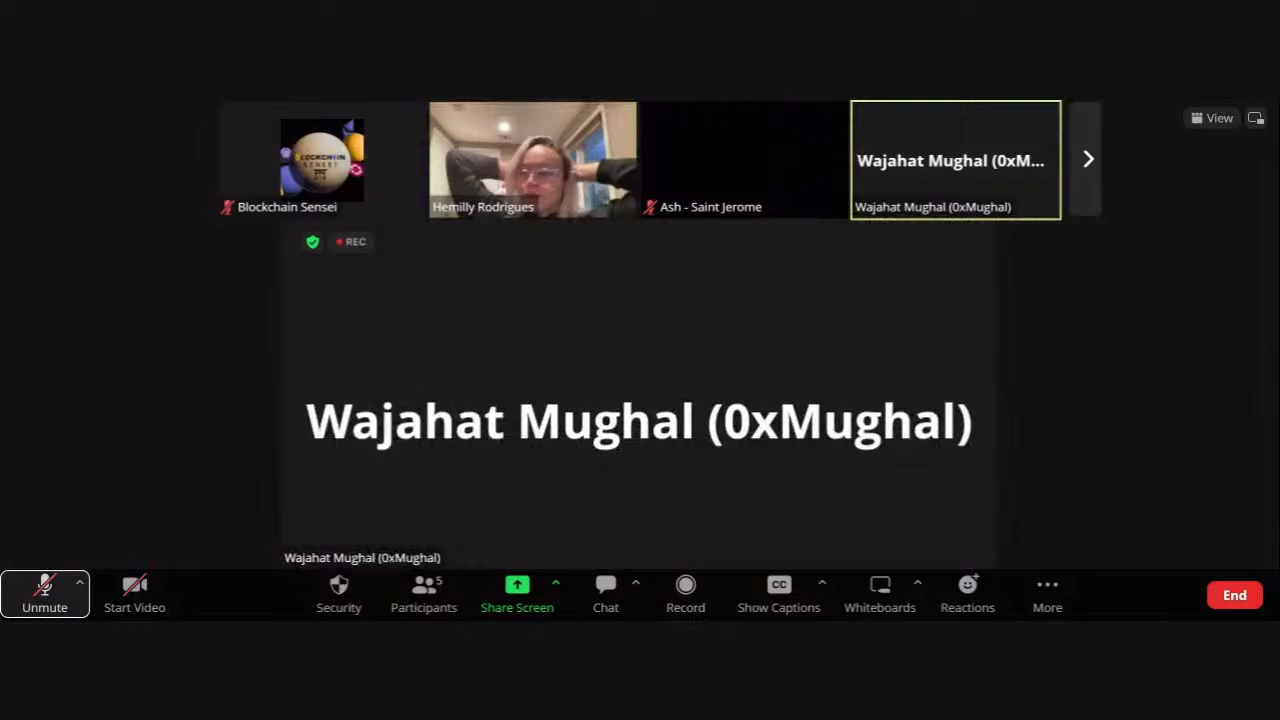 View
BLOCKCHAIN
SENSEI
Wajahat Mughal (0xM...
Blockchain Sensei
Hemilly Rodrigues
Ash - Saint Jerome
Wajahat Mughal (0xMughal)
REC
Wajahat Mughal (0xMughal)
Wajahat Mughal (0xMughal)
5
CC
Unmute
Start Video
Security
Participants
Share Screen
Chat
Record
Show Captions
Whiteboards
Reactions
More
End